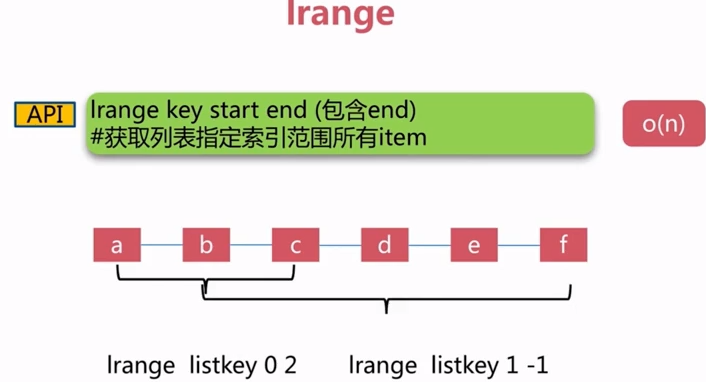 lrange
API
lrange key start end (包含end)
#获取列表指定索引范围所有item
o(n)
a b c d e f
lrange listkey 0 2
lrange listkey 1 -1